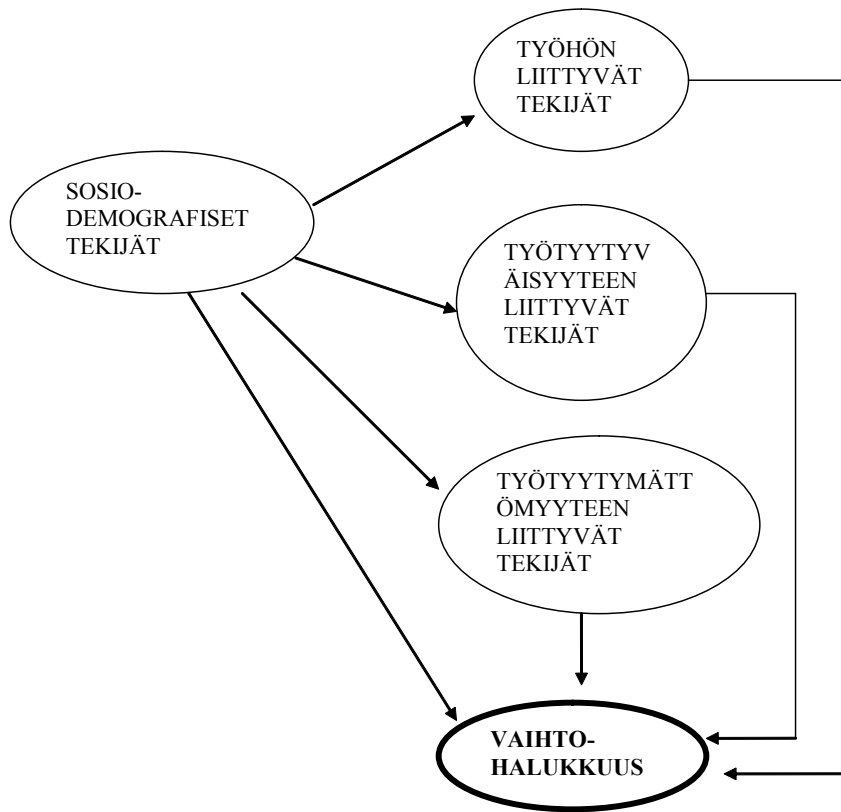 TYÖHÖN
LIITTYVÄT
TEKIJÄT
SOSIO-
DEMOGRAFISET
TEKIJÄT
TYÖTYYTYV
ÄISYYTEEN
LIITTYVÄT
TEKIJÄT
TYÖTYYTYMÄTT
ÖMYYTEEN
LIITTYVÄT
TEKIJÄT
VAIHTO-
HALUKKUUS